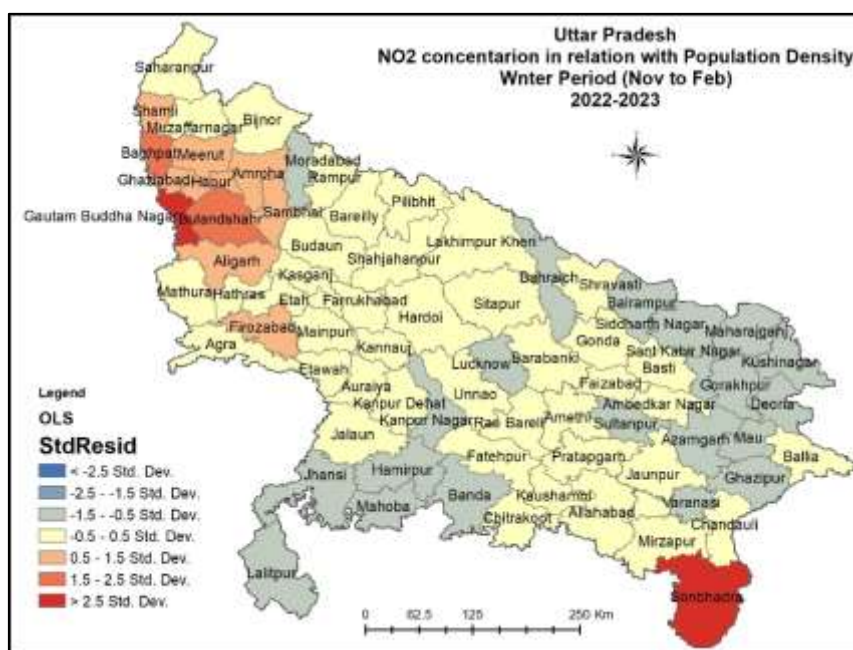 Uttar Pradesh
NO2 concentarion in relation with Population Density
Wnter Period (Nov to Feb)
2022-2023
Saharanpur
Shamli
Muzaffarnagar
Bijnor
Baghpat
Meerut
Moradabad
Rampur
Amroha
Ghaziabad
Hapur
Pilibhit
Sambhal
Bareilly
Gautam Buddha Nagar
Bulandshahr
Budaun
Lakhimpur Kheri
Shahjahanpur
Aligarh
Kasganj
Bahraich
Shravasti
Mathura
Hathras
Etah
Farrukhabad
Sitapur
Balrampur
Hardoi
Siddharth Nagar
Maharajganj
Firozabad
Mainpuri
Agra
Gonda
Kannauj
Lucknow
Barabanki
Sant Kabir Nagar
Kushinagar
Basti
Etawah
Unnao
Faizabad
Gorakhpur
Auraiya
Kanpur Dehat
Ambedkar Nagar
Deoria
Kanpur Nagar
Rae Bareli
Amethi
Sultanpur
Jalaun
Azamgarh
Mau
Fatehpur
Pratapgarh
Ballia
Jhansi
Hamirpur
Jaunpur
Ghazipur
Mahoba
Banda
Kaushambi
Varanasi
Chitrakoot
Allahabad
Chandauli
Mirzapur
Lalitpur
Sonbhadra
Legend
OLS
StdResid
< -2.5 Std. Dev.
-2.5 - -1.5 Std. Dev.
-1.5 - -0.5 Std. Dev.
-0.5 - 0.5 Std. Dev.
0.5 - 1.5 Std. Dev.
1.5 - 2.5 Std. Dev.
> 2.5 Std. Dev.
0 62.5 125 250 Km